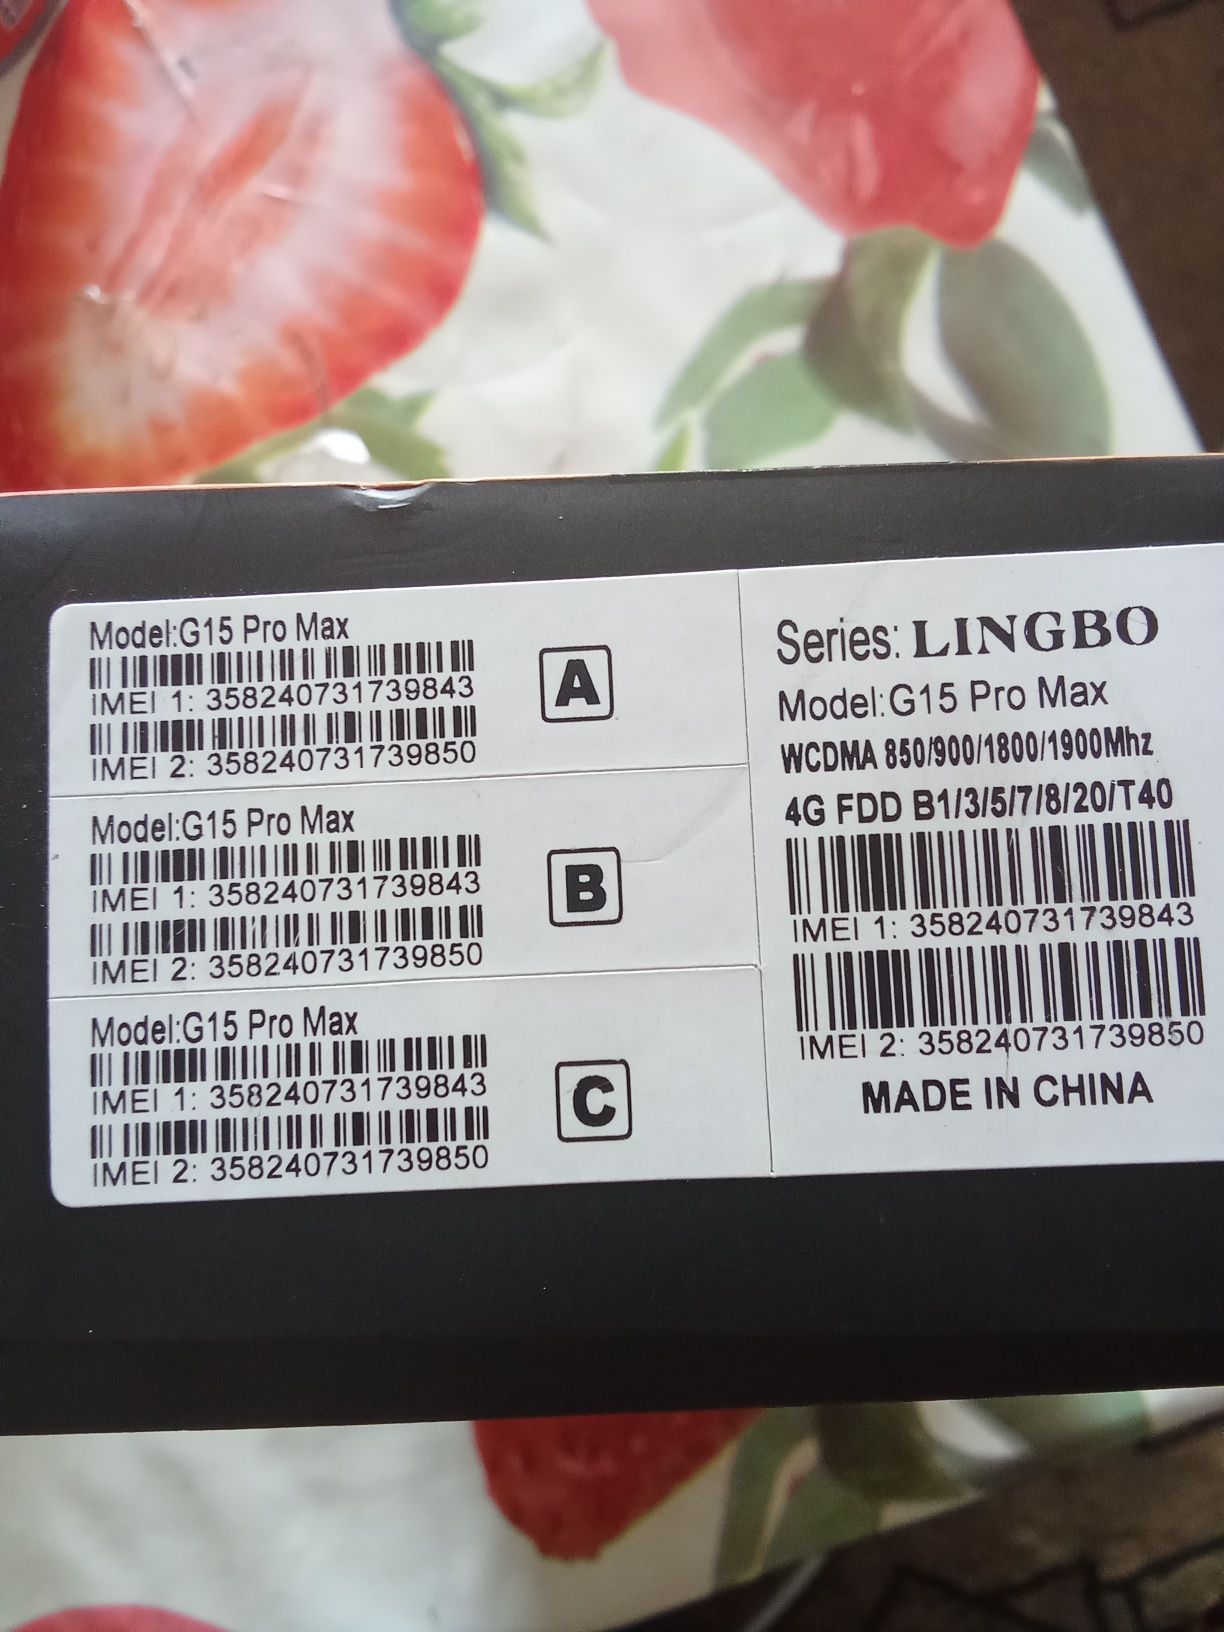 Model:G15 Pro Max
IMEI 1: 358240731739843
IMEI 2: 358240731739850
A
Model:G15 Pro Max
IMEI 1: 358240731739843
IMEI 2: 358240731739850
B
Model:G15 Pro Max
IMEI 1: 358240731739843
IMEI 2: 358240731739850
C
Series: LINGBO
Model:G15 Pro Max
WCDMA 850/900/1800/1900Mhz
4G FDD B1/3/5/7/8/20/T40
IMEI 1: 358240731739843
IMEI 2: 358240731739850
MADE IN CHINA